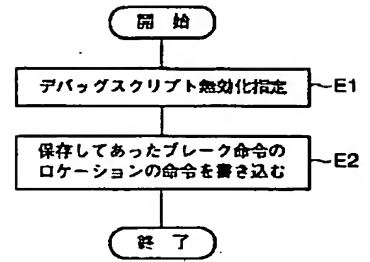 開始
デバッグスクリプト無効化指定
E1
保存してあったブレーク命令の
ロケーションの命令を書き込む
E2
終了